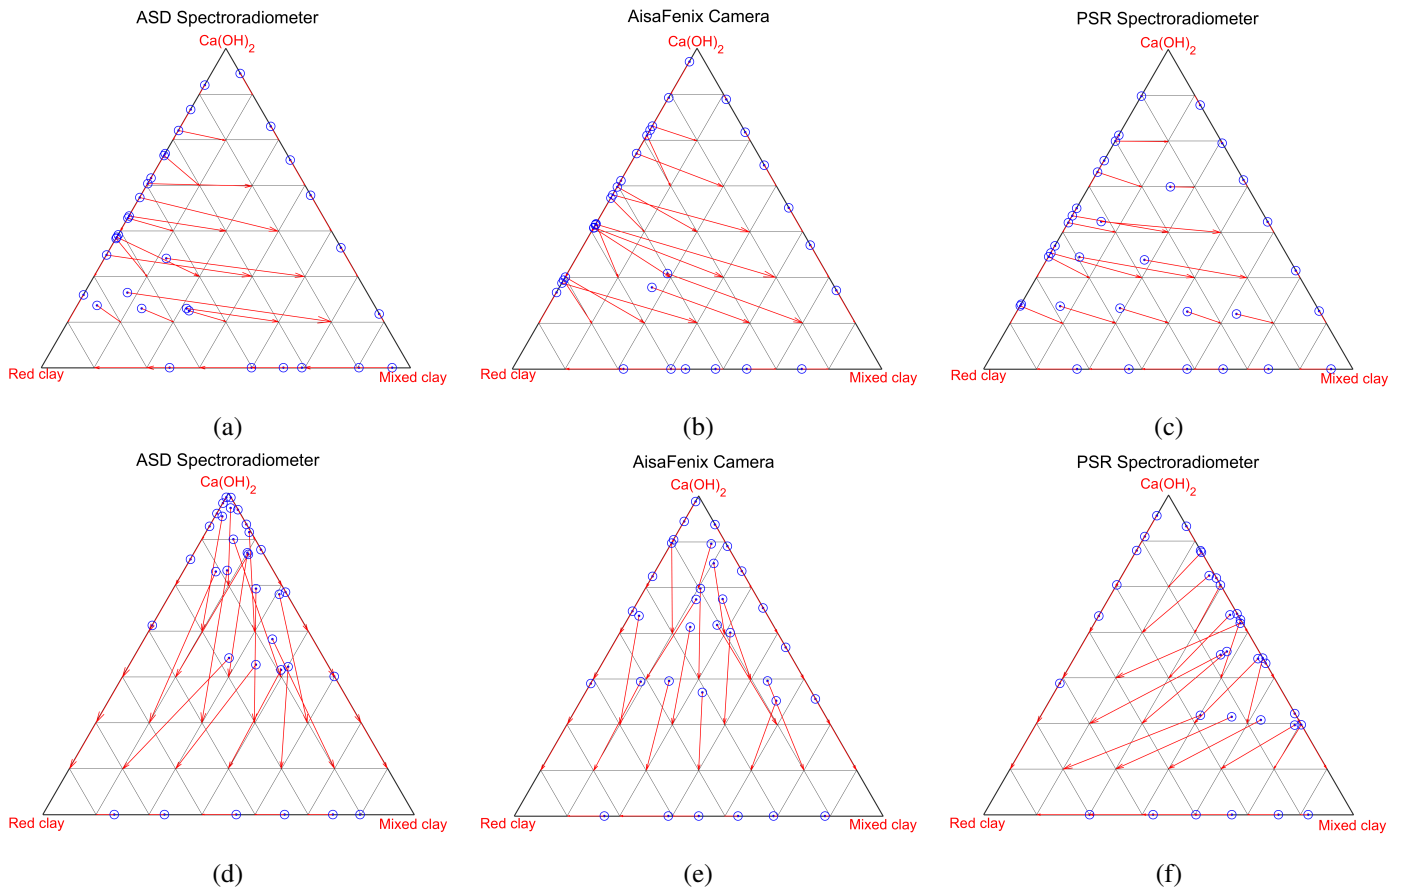 ASD Spectroradiometer
AisaFenix Camera
PSR Spectroradiometer
Ca(OH)2
Ca(OH)2
Ca(OH)2
Red clay
Mixed clay
Red clay
Mixed clay
Red clay
Mixed clay
(a)
(b)
(c)
ASD Spectroradiometer
AisaFenix Camera
PSR Spectroradiometer
Ca(OH)2
Ca(OH)2
Ca(OH)2
Red clay
Mixed clay
Red clay
Mixed clay
Red clay
Mixed clay
(d)
(e)
(f)